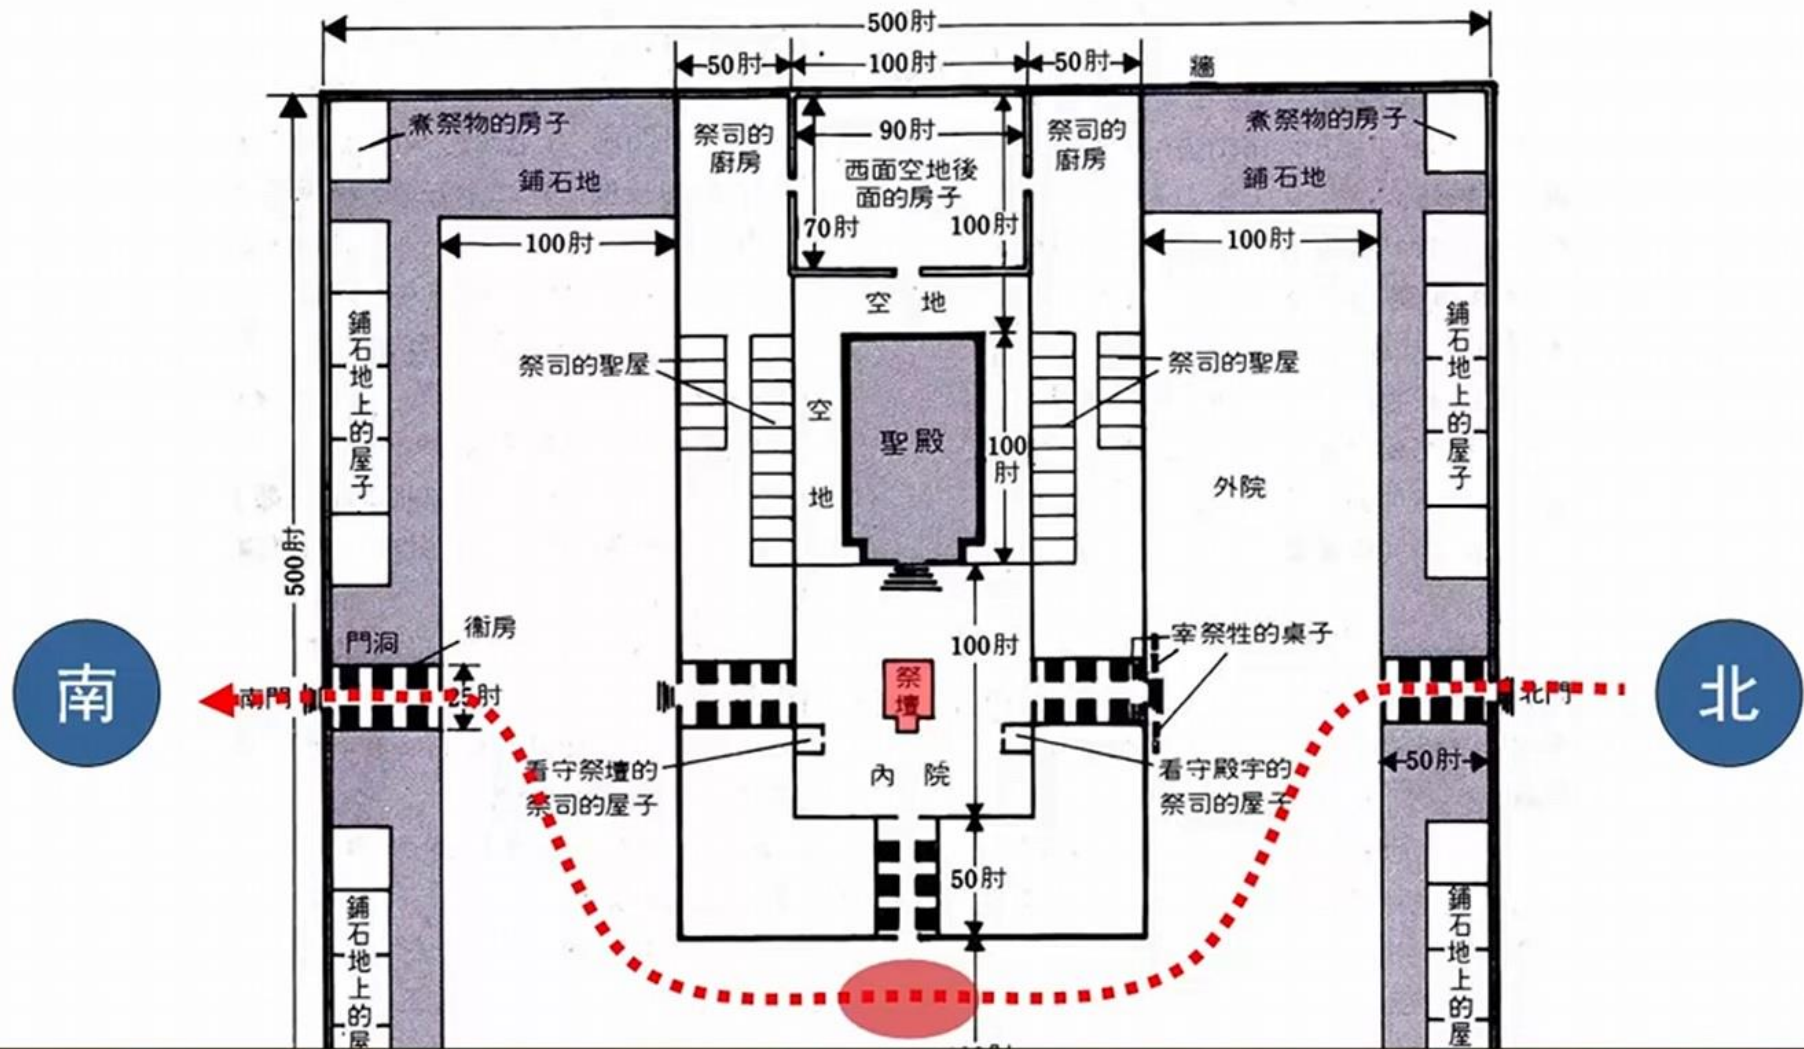 500肘
50肘
100肘
50肘
牆
煮祭物的房子
祭司的
廚房
90肘
祭司的
廚房
煮祭物的房子
鋪石地
西面空地後
面的房子
鋪石地
70肘
100肘
100肘
100肘
空 地
鋪石地上的屋子
祭司的聖屋
祭司的聖屋
鋪石地上的屋子
空地
聖殿
100
肘
外院
500肘
門洞
衞房
100肘
宰祭牲的桌子
南
南門
25肘
祭
壇
北門
北
看守祭壇的
祭司的屋子
內 院
看守殿宇的
祭司的屋子
50肘
50肘
鋪石地上的屋
鋪石地上的屋